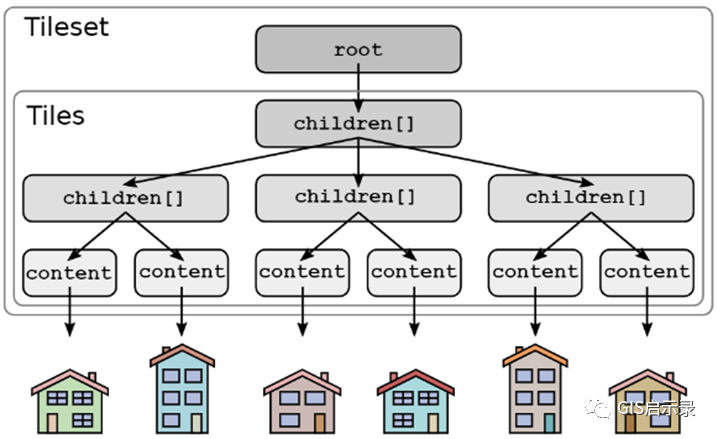 Tileset
root
Tiles
children[]
children[]
children[]
children[]
content
content
content
content
content
content
GIS启示录